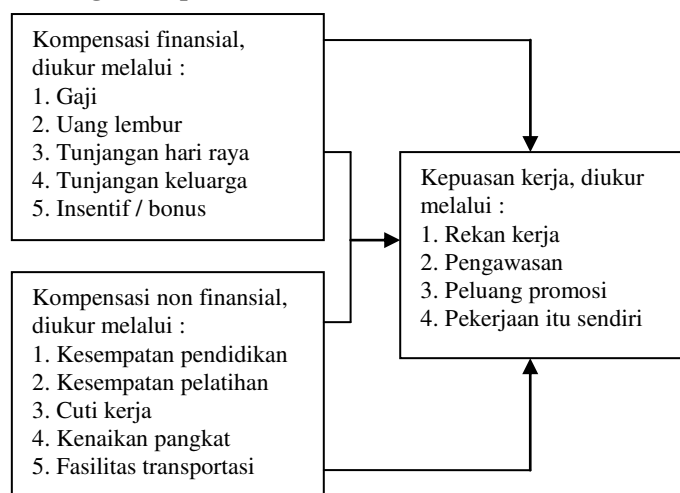 Kompensasi finansial,
diukur melalui :
1. Gaji
2. Uang lembur
3. Tunjangan hari raya
4. Tunjangan keluarga
5. Insentif / bonus
Kepuasan kerja, diukur
melalui :
1. Rekan kerja
2. Pengawasan
3. Peluang promosi
4. Pekerjaan itu sendiri
Kompensasi non finansial,
diukur melalui :
1. Kesempatan pendidikan
2. Kesempatan pelatihan
3. Cuti kerja
4. Kenaikan pangkat
5. Fasilitas transportasi